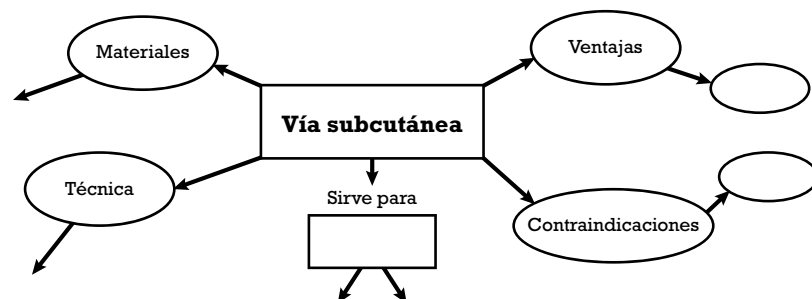 Materiales
Ventajas
Vía subcutánea
Técnica
Sirve para
Contraindicaciones